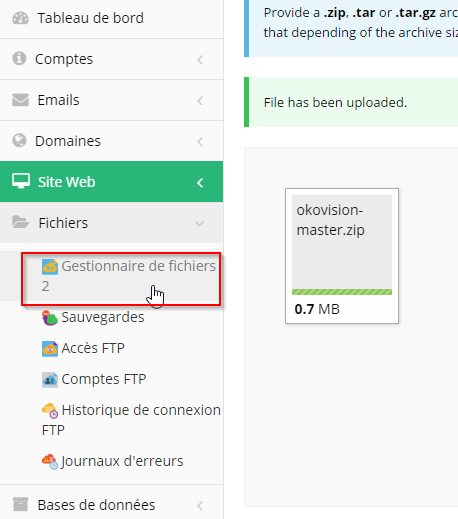 Tableau de bord
Comptes
Emails
Domaines
Site Web
Fichiers
Gestionnaire de fichiers
2
Sauvegardes
Accès FTP
Comptes FTP
Historique de connexion
FTP
Journaux d'erreurs
Bases de données
Provide a .zip, .tar or .tar.gz arc
that depending of the archive siz
File has been uploaded.
okovision-
master.zip
0.7 MB